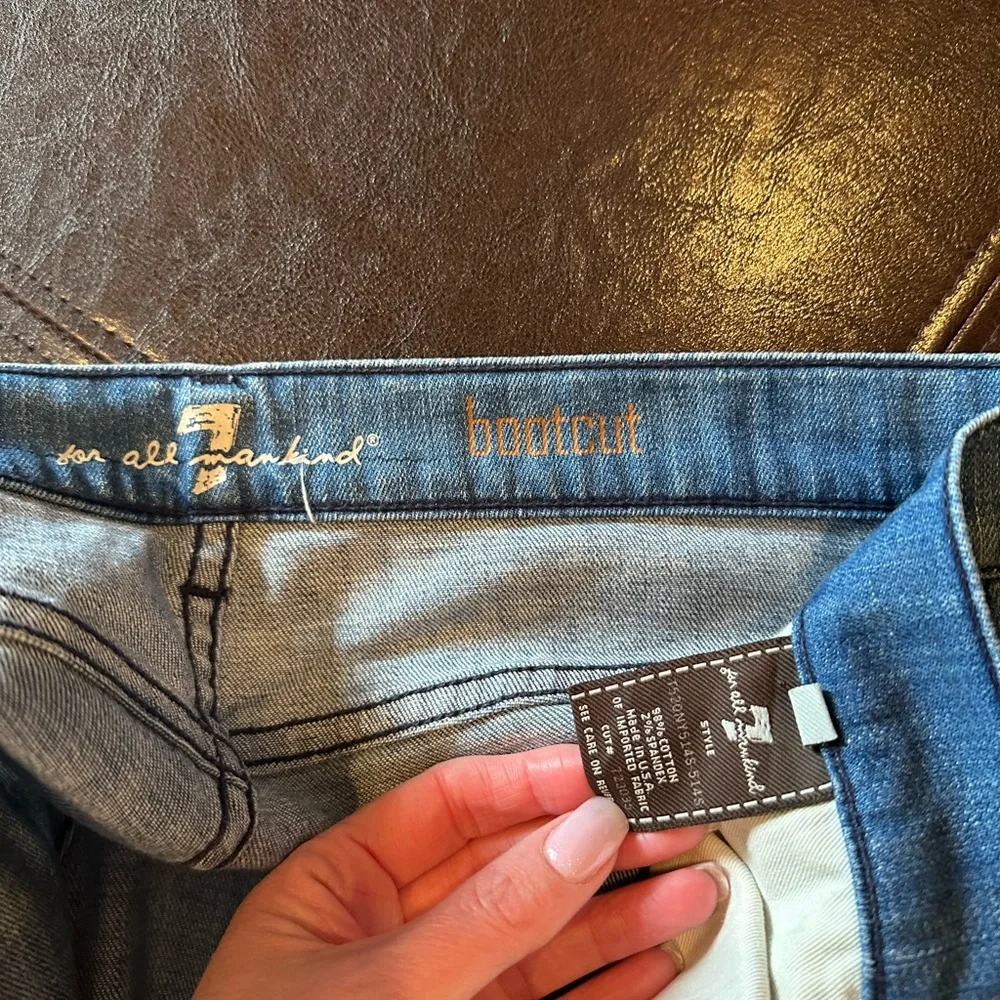 7
for all mankind®
bootcut
7
for all mankind
STYLE
98% COTTON
2% SPANDEX
Made in U.S.A.
OF IMPORTED FABRIC
CUT#
SEE CARE ON